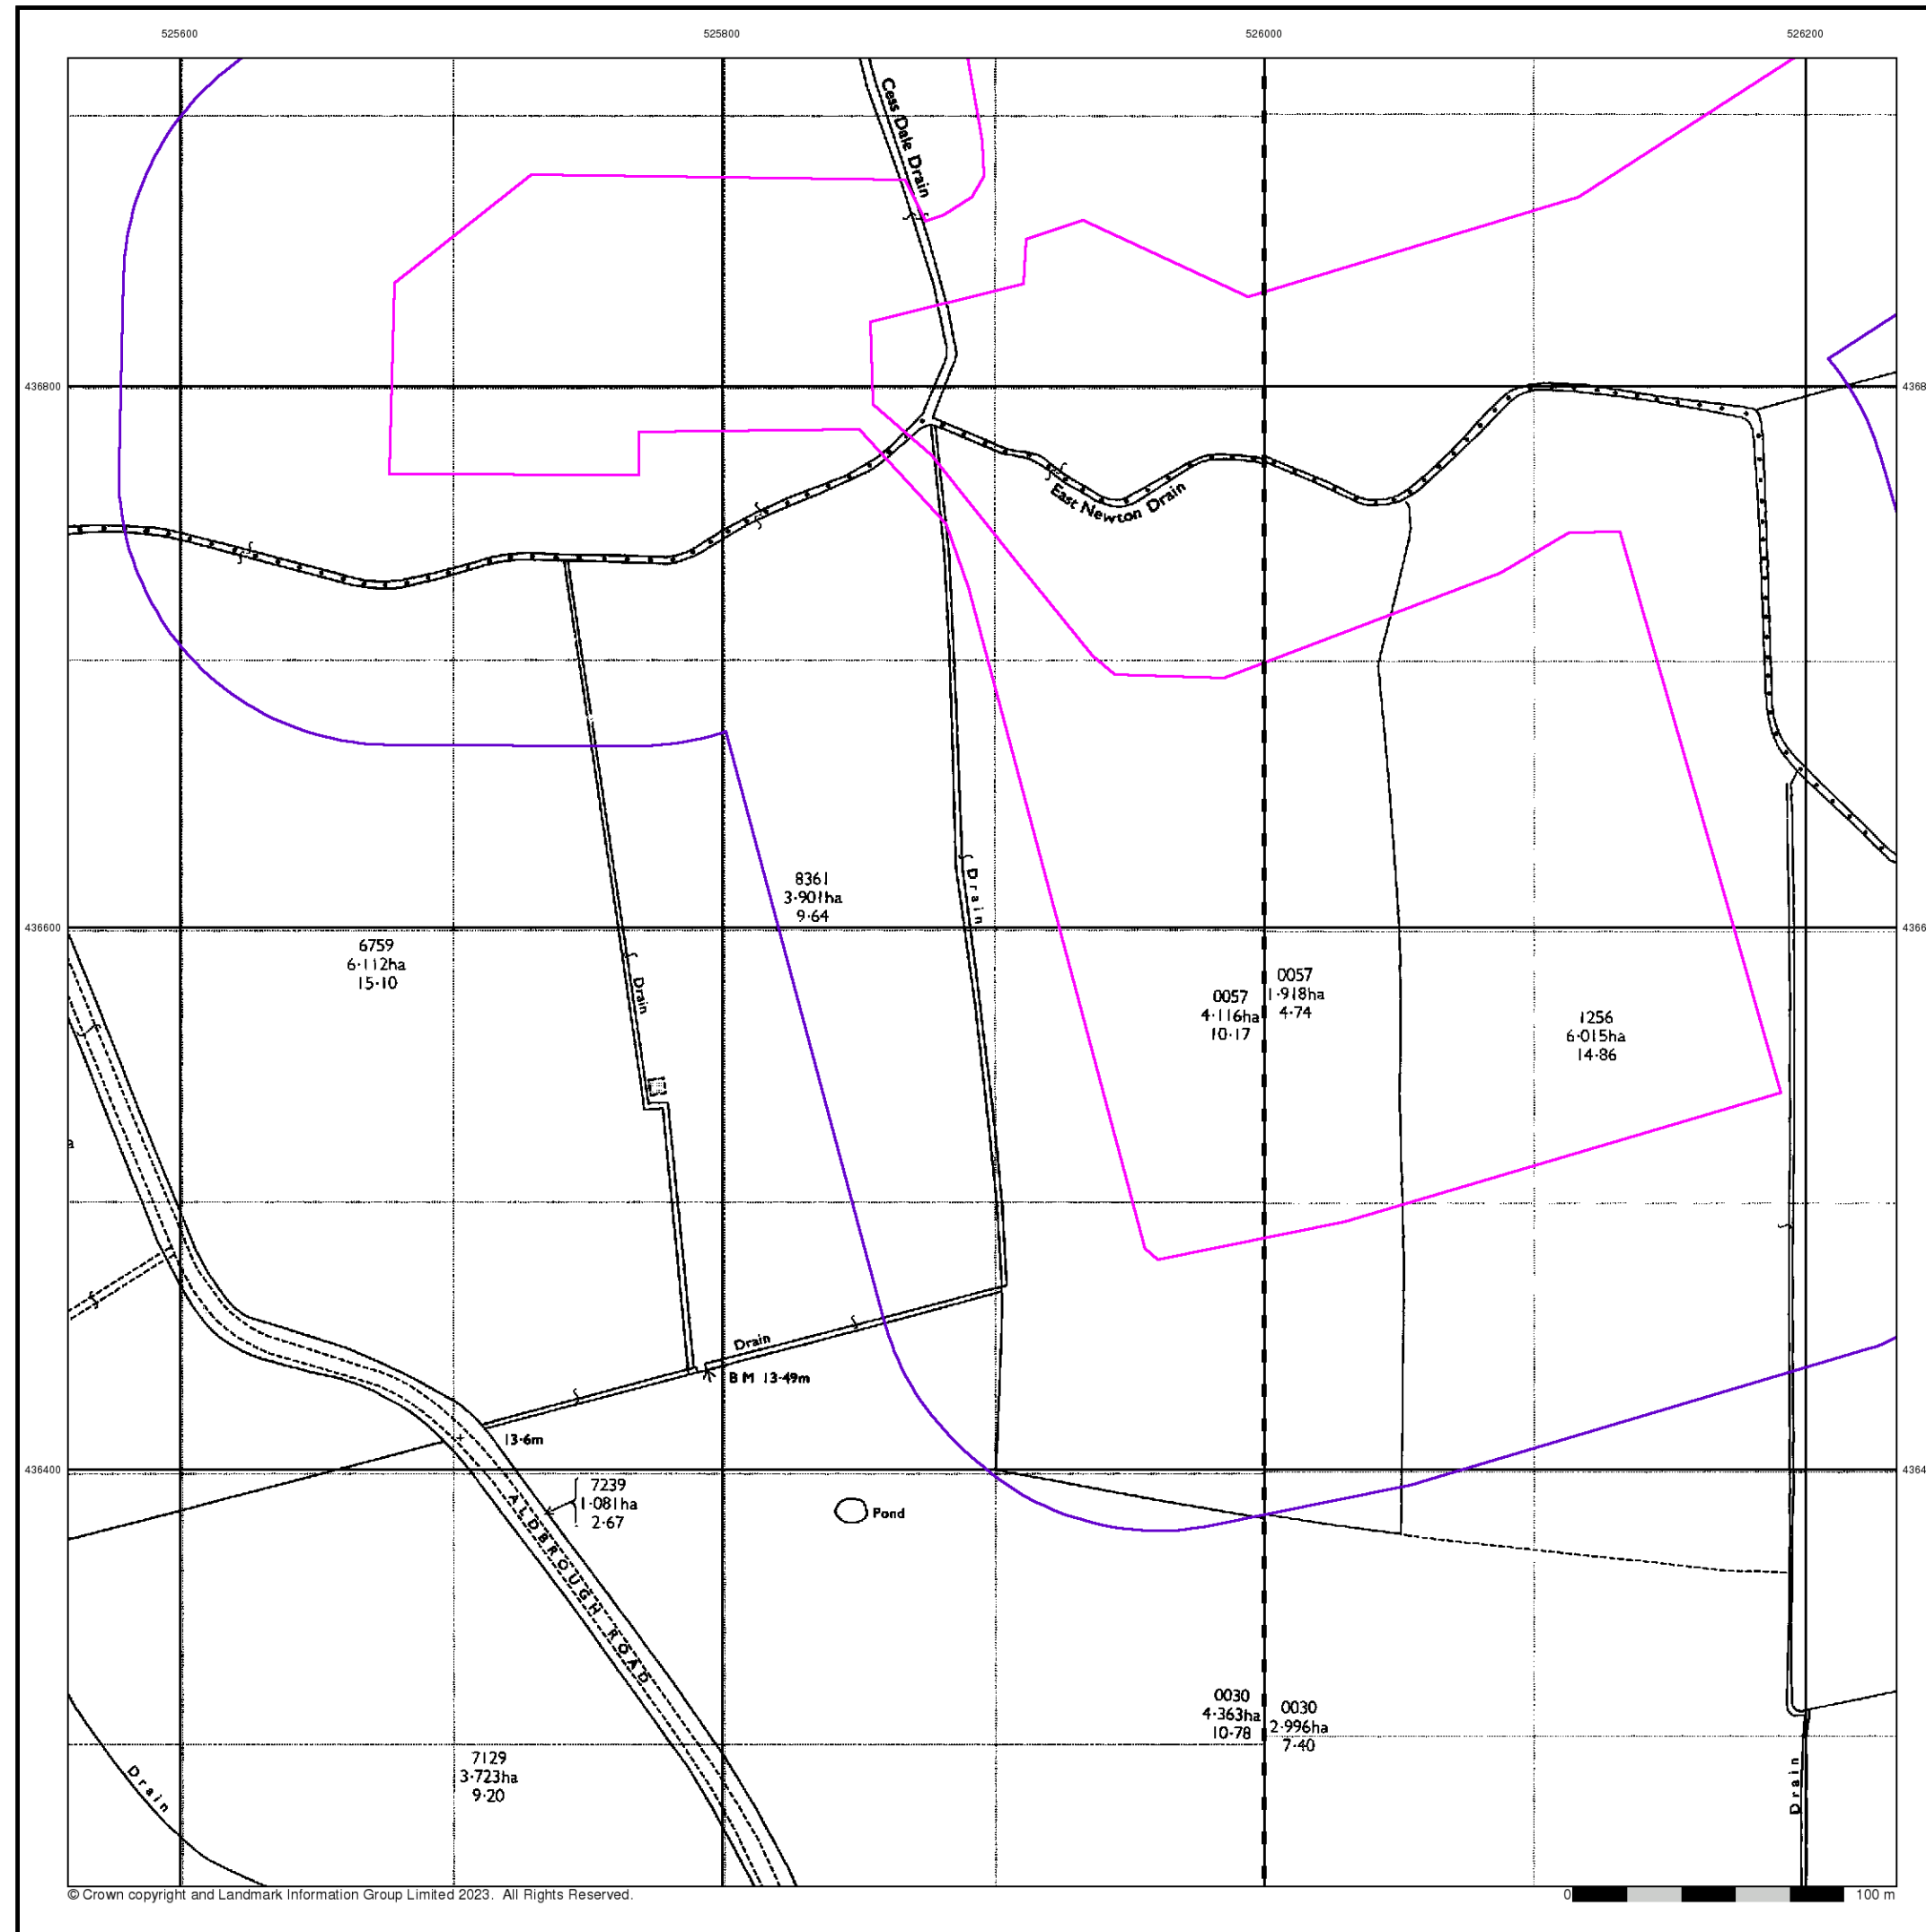 525600
525800
526000
526200
Cess Dale Drain
436800
4368
East Newton Drain
8361
3·901ha
9·64
Drain
436600
4366
6759
6·112ha
15·10
Drain
0057
1·918ha
4·74
0057
4·116ha
10·17
1256
6·015ha
14·86
a
Drain
B M 13·49m
13·6m
436400
4364
7239
1·081ha
2·67
Pond
ALDBROUGH ROAD
0030
4·363ha
10·78
0030
2·996ha
7·40
7129
3·723ha
9·20
Drain
Drain
© Crown copyright and Landmark Information Group Limited 2023. All Rights Reserved.
0
100 m